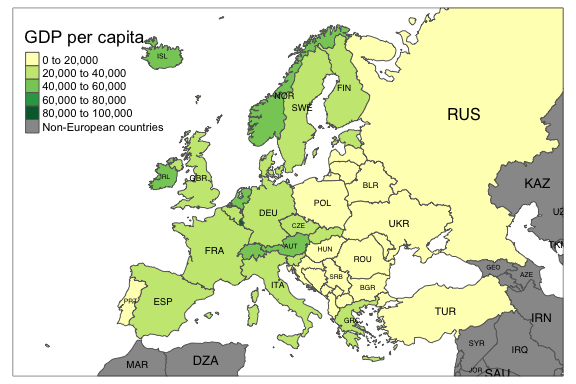 GDP per capita
0 to 20,000
20,000 to 40,000
40,000 to 60,000
60,000 to 80,000
80,000 to 100,000
Non-European countries
ISL
NOR
SWE
FIN
RUS
IRL
GBR
BLR
KAZ
POL
DEU
UZ
CZE
UKR
TKM
AUT
HUN
FRA
ROU
GEO
AZE
SRB
ITA
BGR
PRT
ESP
TUR
GRC
IRN
SYR
IRQ
MAR
DZA
JOR
SAU